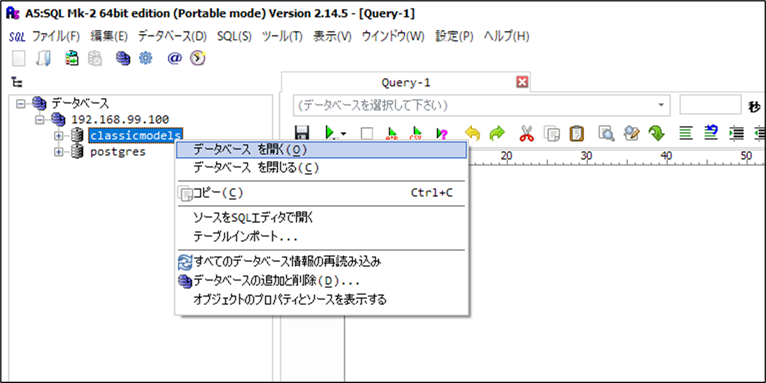 A5:SQL Mk-2 64bit edition (Portable mode) Version 2.14.5 - [Query-1]
SQL ファイル(F) 編集(E) データベース(D) SQL(S) ツール(T) 表示(V) ウインドウ(W) 設定(P) ヘルプ(H)
Query-1
データベース
(データベースを選択して下さい) 秒
192.168.99.100
classicmodels
postgres
20 30 40 50
データベース を開く(O)
データベース を閉じる(C)
コピー(C) Ctrl+C
ソースをSQLエディタで開く
テーブルインポート...
すべてのデータベース情報の再読み込み
データベースの追加と削除(D)...
オブジェクトのプロパティとソースを表示する